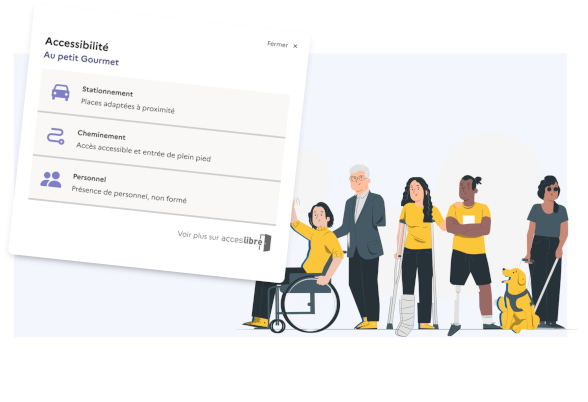 Accessibilité
Fermer ×
Au petit Gourmet
Stationnement
Places adaptées à proximité
Cheminement
Accès accessible et entrée de plein pied
Personnel
Présence de personnel, non formé
Voir plus sur acceslibre